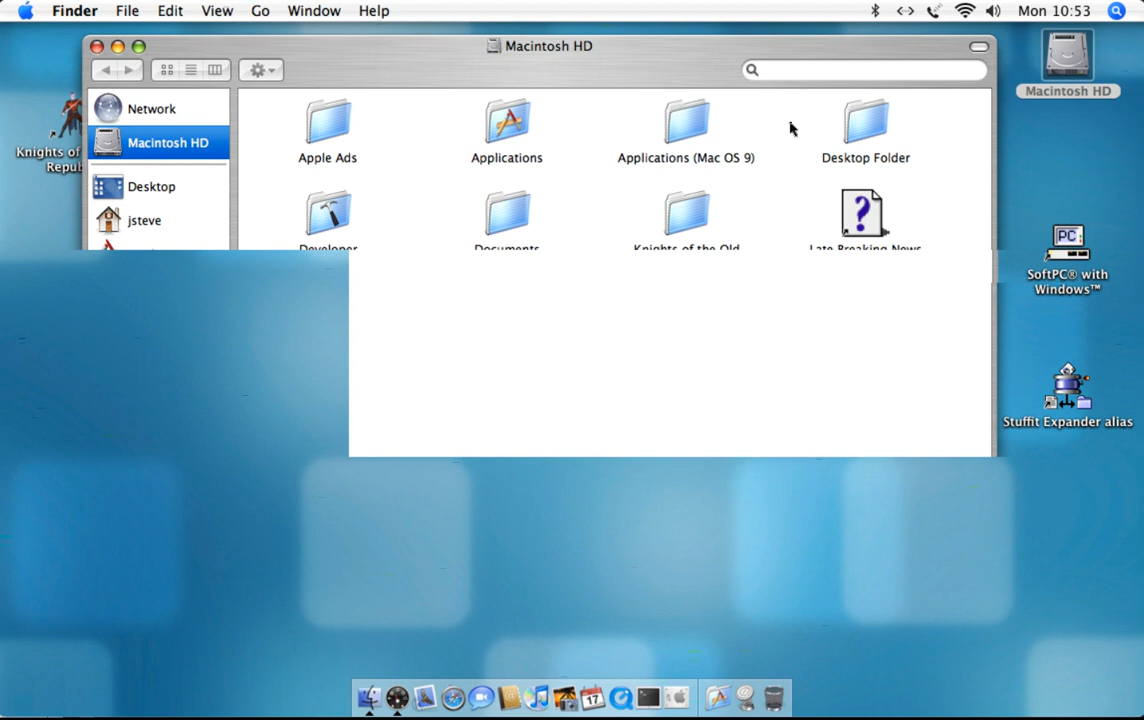 Finder File Edit View Go Window Help Mon 10:53
Macintosh HD
Macintosh HD
Network
Macintosh HD
Desktop
jsteve
Apple Ads
Applications
Applications (Mac OS 9)
Desktop Folder
Developer
Documents
Knights of the Old
Late Breaking News
Knights of
Repub
PC
SoftPC® with
Windows™
Stuffit Expander alias
17